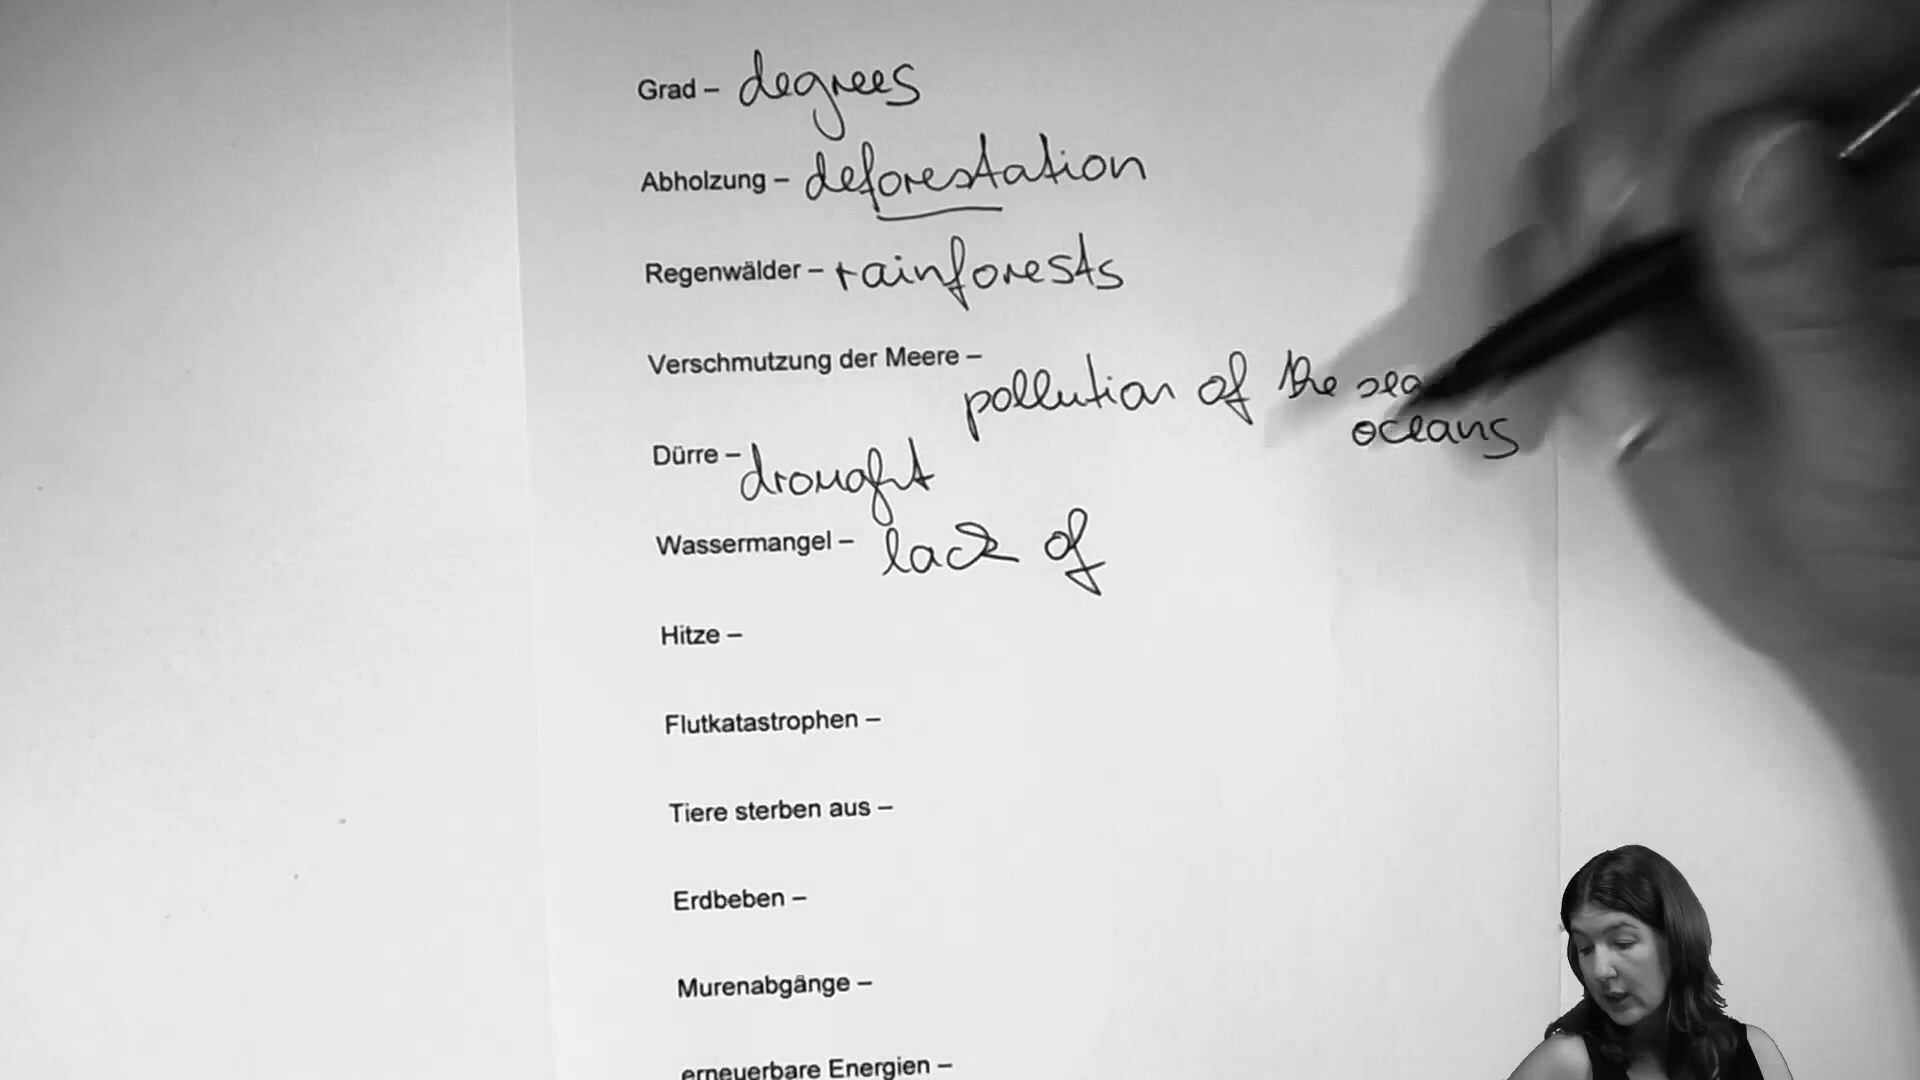 Grad – degrees
Abholzung – deforestation
Regenwälder – rainforests
Verschmutzung der Meere –
pollution of the
oceans
Dürre – drought
Wassermangel – lack of
Hitze –
Flutkatastrophen –
Tiere sterben aus –
Erdbeben –
Murenabgänge –
erneuerbare Energien –